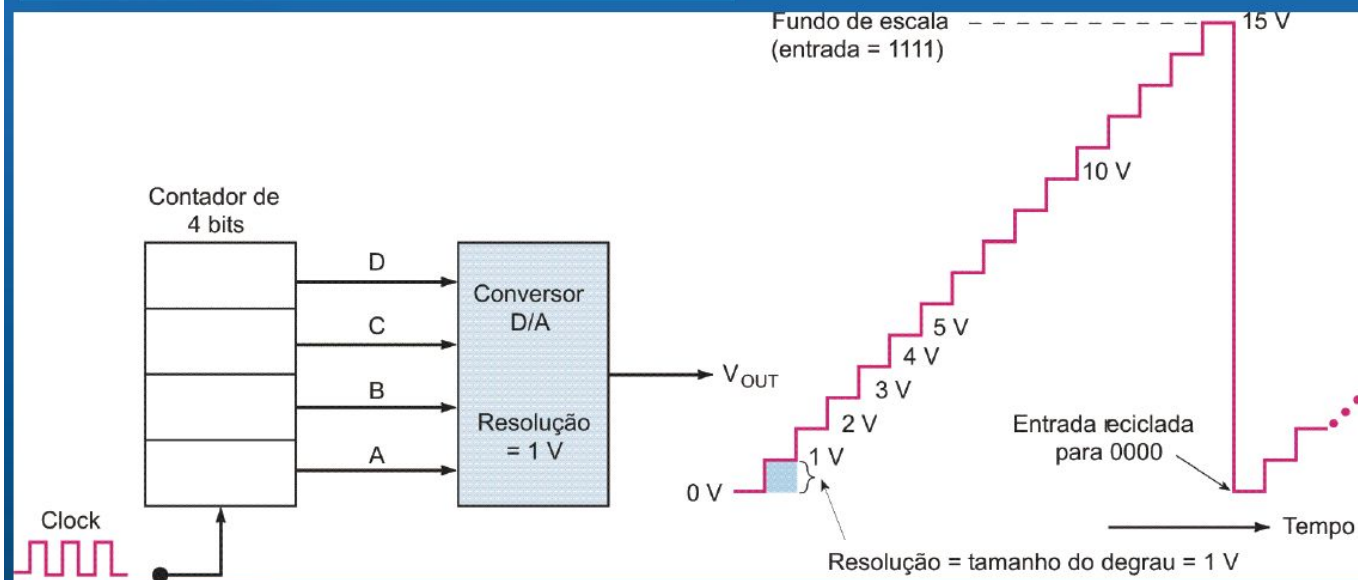 Fundo de escala
(entrada = 1111)
15 V
Contador de
4 bits
D
C
B
A
Conversor
D/A
Resolução
= 1 V
V OUT
Clock
10 V
5 V
4 V
3 V
2 V
1 V
0 V
Entrada reciclada
para 0000
Tempo
Resolução = tamanho do degrau = 1 V